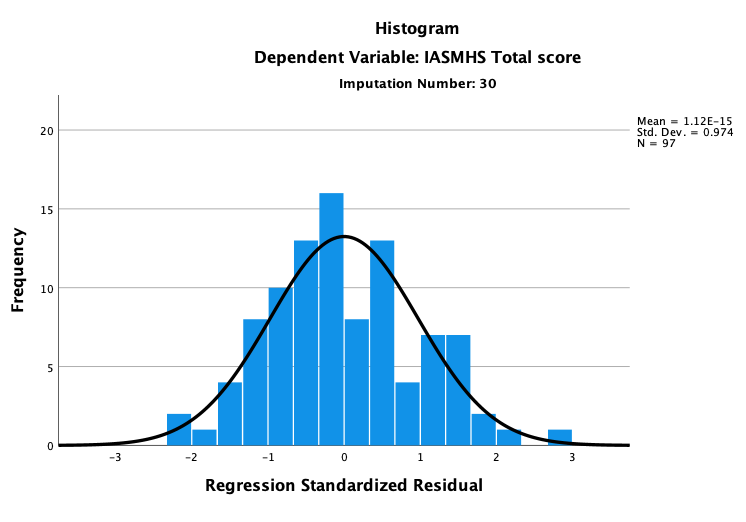 Histogram
Dependent Variable: IASMHS Total score
Imputation Number: 30
Mean = 1.12E-15
Std. Dev. = 0.974
N = 97
20
15
10
5
0
Frequency
-3 -2 -1 0 1 2 3
Regression Standardized Residual